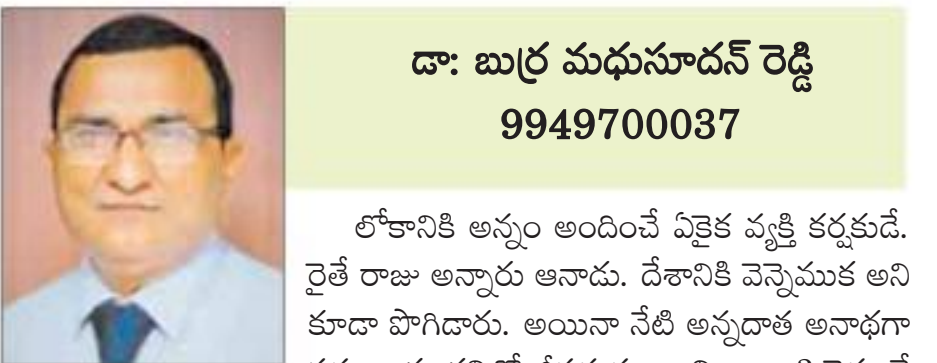 డా: బుర్ర మధుసూదన్ రెడ్డి
9949700037
లోకానికి అన్నం అందించే ఏకైక వ్యక్తి కర్షకుడే.
రైతే రాజు అన్నారు ఆనాడు. దేశానికి వెన్నెముక అని
కూడా పొగిడారు. అయినా నేటి అన్నదాత అనాథగా